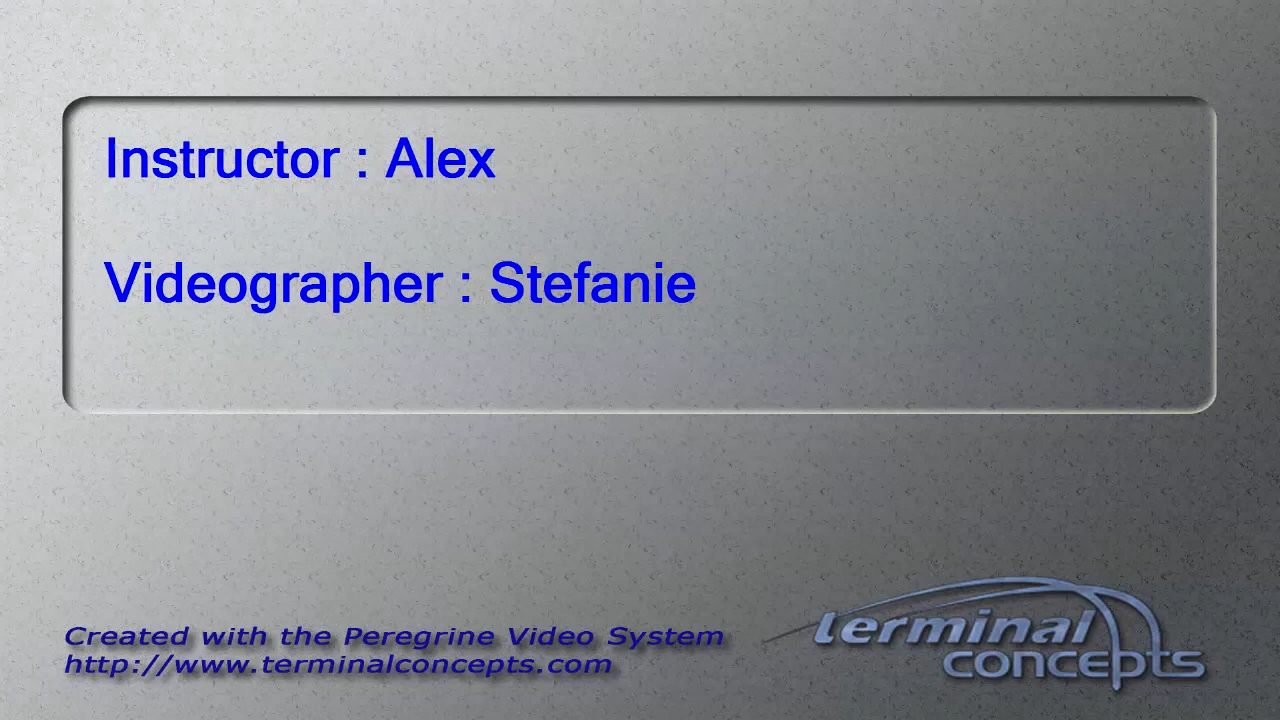 Instructor : Alex
Videographer : Stefanie
Created with the Peregrine Video System
http://www.terminalconcepts.com
terminal
concepts